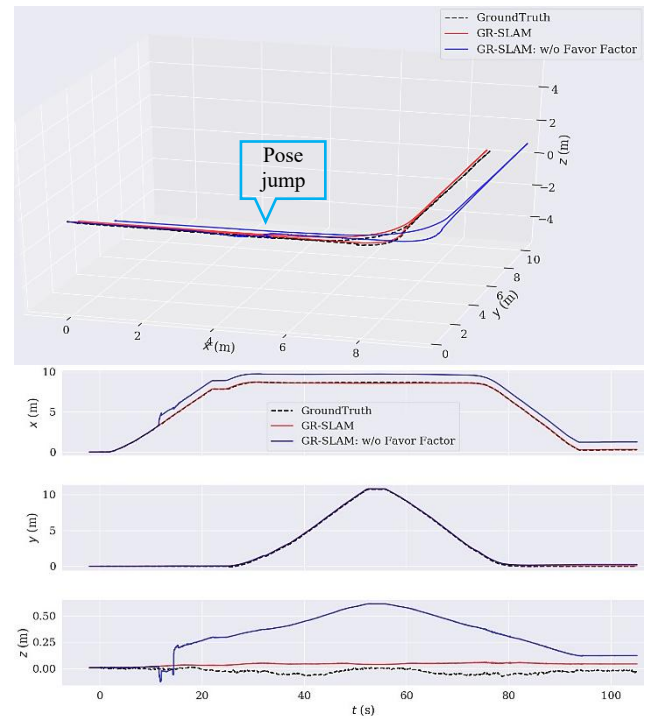 GroundTruth
GR-SLAM
GR-SLAM: w/o Favor Factor
Pose
jump
4
2
0
−2
−4
z (m)
10
8
6
4
2
0
y (m)
0
2
4
6
8
x (m)
10
5
0
x (m)
GroundTruth
GR-SLAM
GR-SLAM: w/o Favor Factor
10
5
0
y (m)
0.50
0.25
0.00
z (m)
0 20 40 60 80 100
t (s)